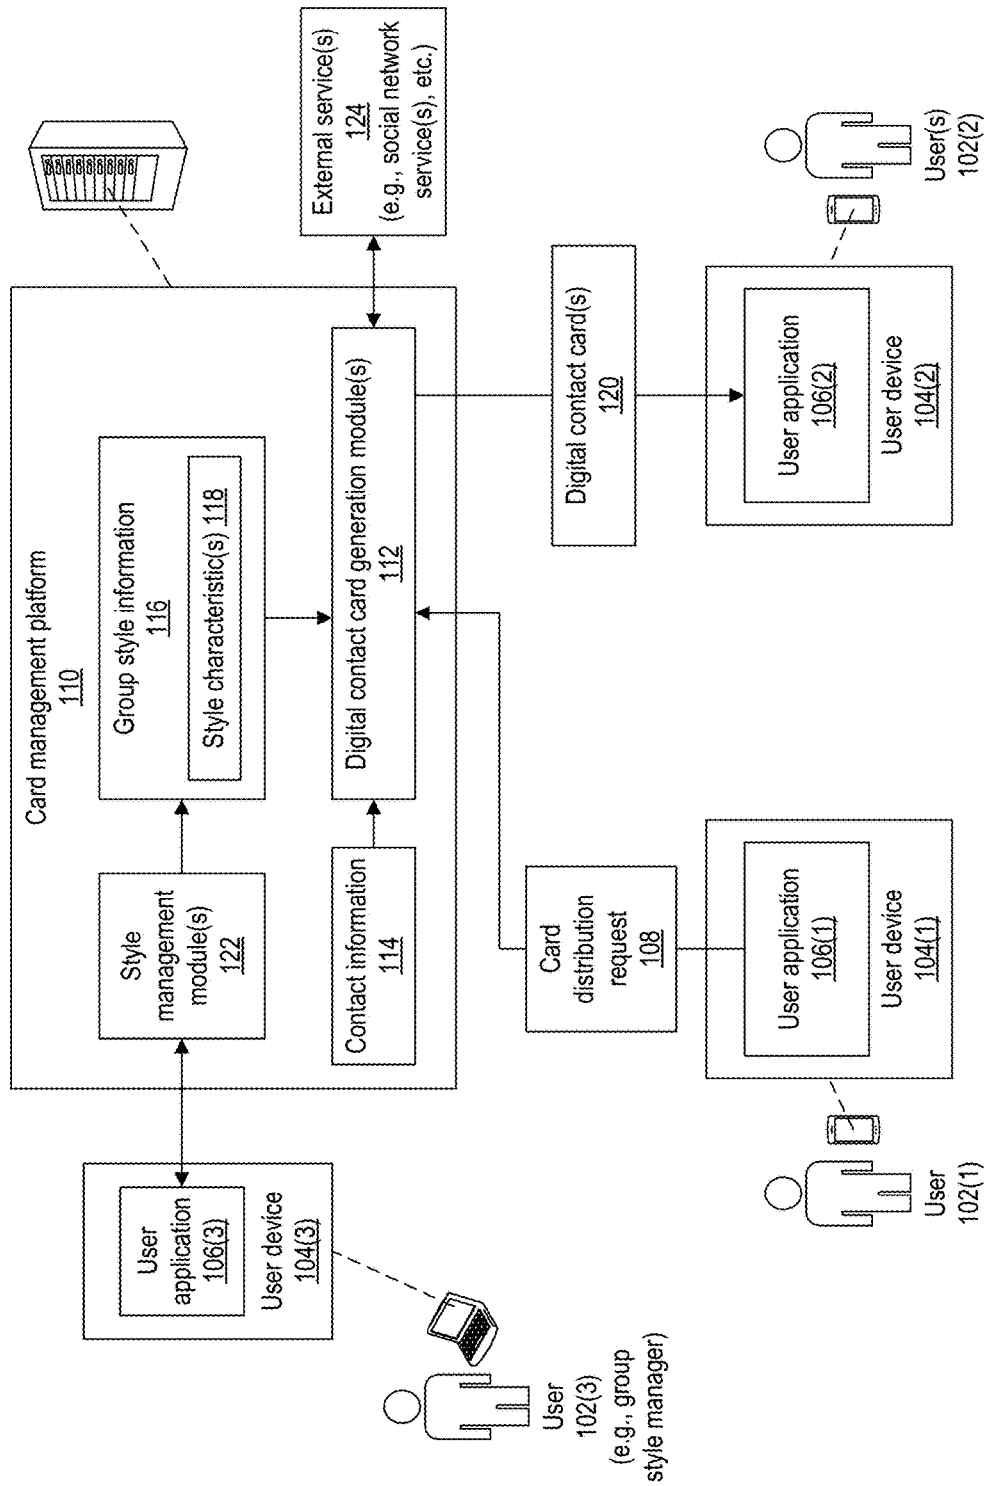 Card management platform
110
User
application
106(3)
User device
104(3)
Style
management
module(s)
122
Group style information
116
Style characteristic(s) 118
Contact information
114
Digital contact card generation module(s)
112
External service(s)
124
(e.g., social network
service(s), etc.)
User
102(3)
(e.g., group
style manager)
Card
distribution
request
108
Digital contact card(s)
120
User application
106(1)
User device
104(1)
User
102(1)
User application
106(2)
User device
104(2)
User(s)
102(2)